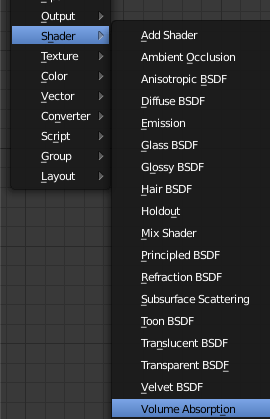 Output
Shader
Texture
Color
Vector
Converter
Script
Group
Layout
Add Shader
Ambient Occlusion
Anisotropic BSDF
Diffuse BSDF
Emission
Glass BSDF
Glossy BSDF
Hair BSDF
Holdout
Mix Shader
Principled BSDF
Refraction BSDF
Subsurface Scattering
Toon BSDF
Translucent BSDF
Transparent BSDF
Velvet BSDF
Volume Absorption